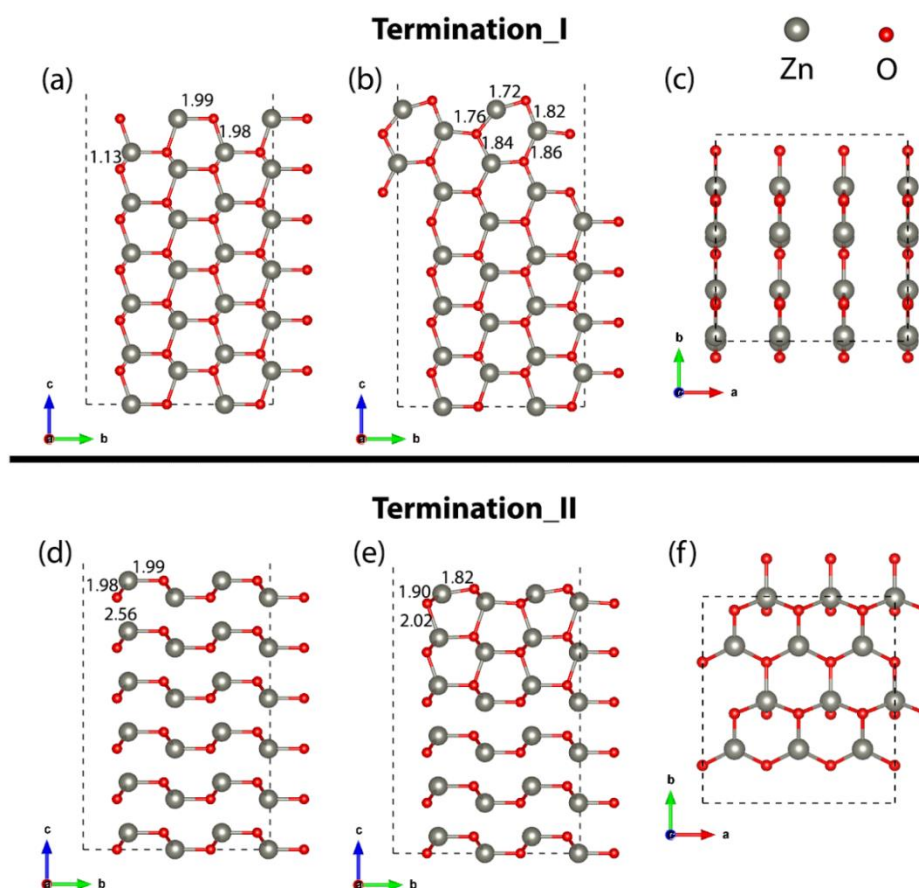 Termination_I
Zn O
(a) (b) (c)
1.99
1.98
1.13
1.72
1.76 1.82
1.84 1.86
c
b
a
c
b
a
b
a
c
Termination_II
(d) (e) (f)
1.99
1.98
2.56
1.82
1.90
2.02
c
b
a
c
b
a
b
a